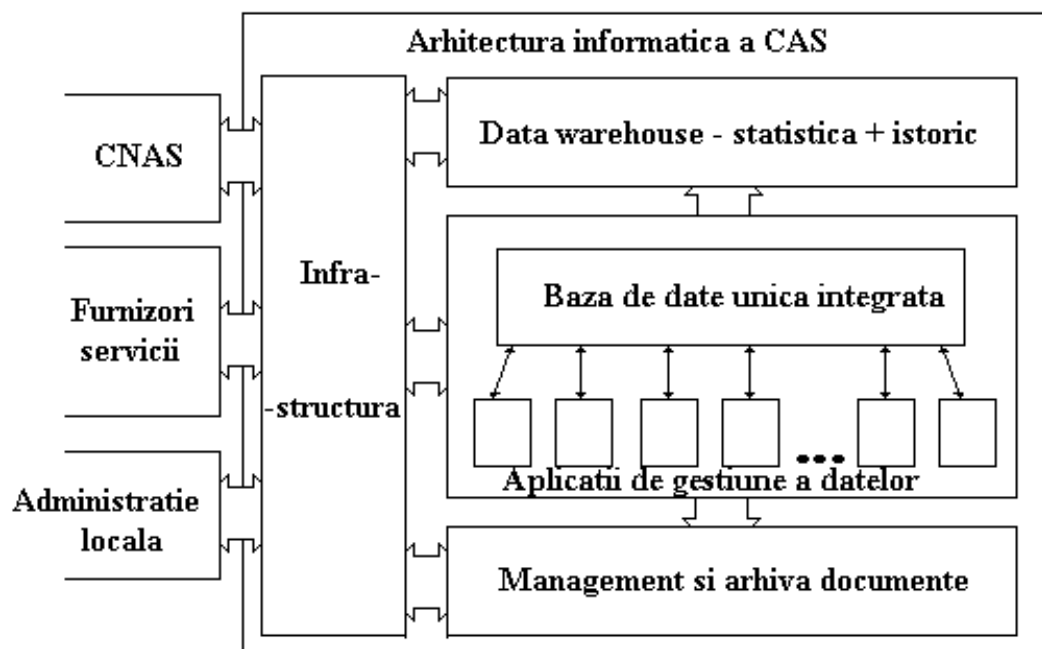 Arhitectura informatica a CAS
CNAS
Furnizori
servicii
Administratie
locala
Infra-
-structura
Data warehouse - statistica + istoric
Baza de date unica integrata
Aplicatii de gestiune a datelor
Management si arhiva documente